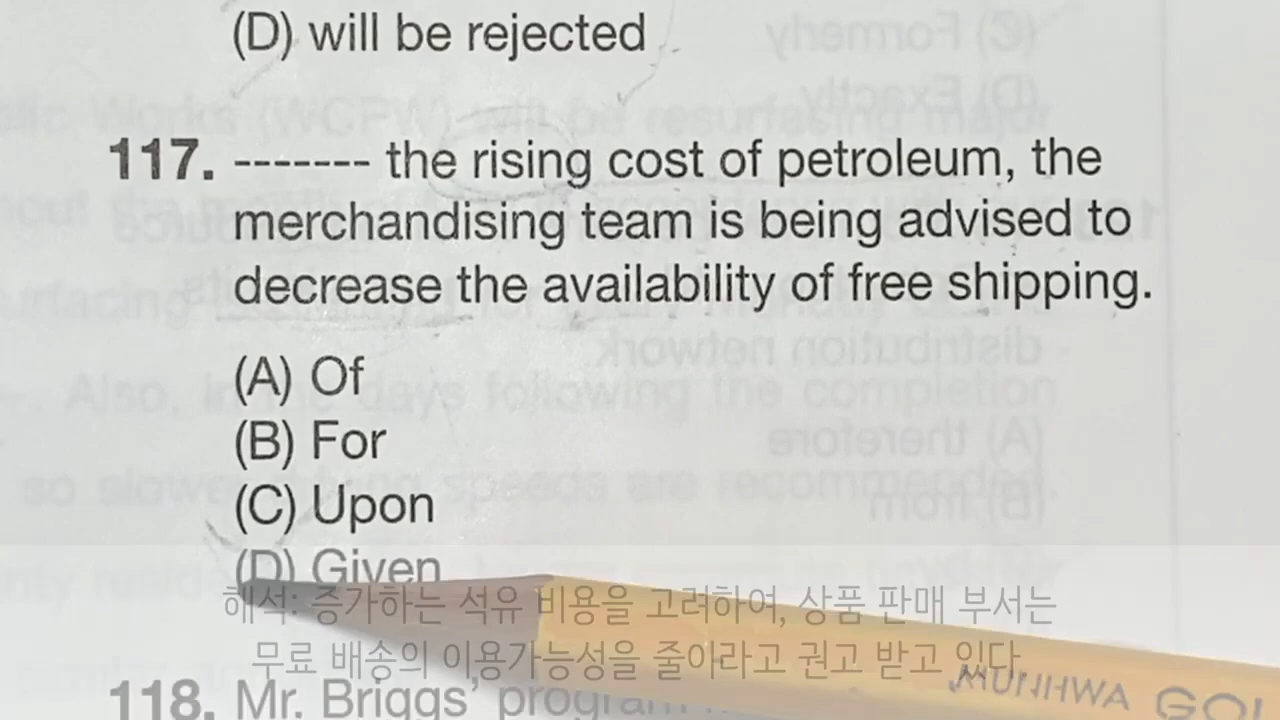 (D) will be rejected
117. ------- the rising cost of petroleum, the
merchandising team is being advised to
decrease the availability of free shipping.
(A) Of
(B) For
(C) Upon
(D) Given
해석: 증가하는 석유 비용을 고려하여, 상품 판매 부서는
무료 배송의 이용가능성을 줄이라고 권고 받고 있다.
MUNHWA
118. Mr. Briggs'